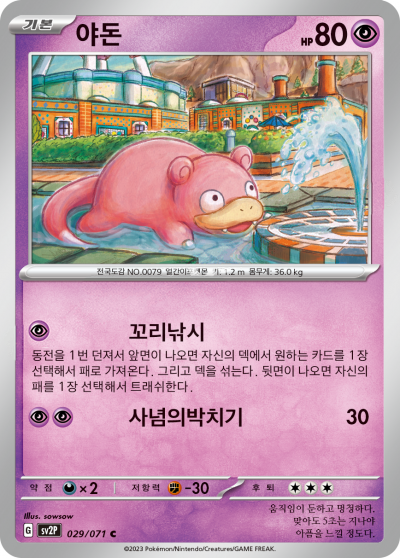 기본 야돈 HP 80
전국도감 NO.0079 얼간이포켓몬 키: 1.2 m 몸무게: 36.0 kg
꼬리낚시
동전을 1번 던져서 앞면이 나오면 자신의 덱에서 원하는 카드를 1장
선택해서 패로 가져온다. 그리고 덱을 섞는다. 뒷면이 나오면 자신의
패를 1장 선택해서 트래쉬한다.
사념의박치기 30
약점 ×2 저항력 -30 후퇴
Illus. sowsow
G SV2P 029/071 C
움직임이 둔하고 멍청하다.
맞아도 5초는 지나야
아픔을 느낄 정도다.
©2023 Pokémon/Nintendo/Creatures/GAME FREAK.